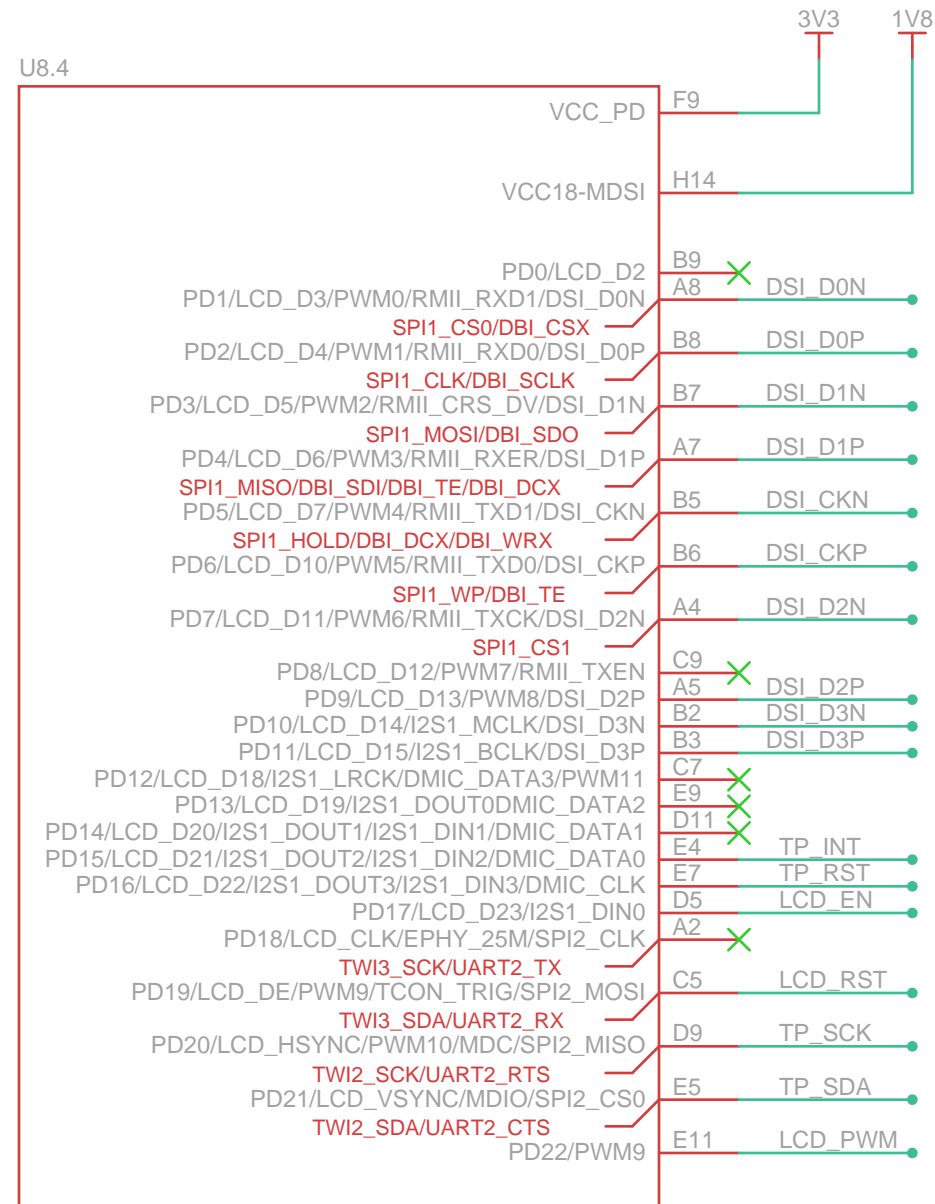 3V3 1V8
U8.4
VCC_PD F9
VCC18-MDSI H14
PD0/LCD_D2 B9
PD1/LCD_D3/PWM0/RMII_RXD1/DSI_D0N A8 DSI_D0N
SPI1_CS0/DBI_CSX
PD2/LCD_D4/PWM1/RMII_RXD0/DSI_D0P B8 DSI_D0P
SPI1_CLK/DBI_SCLK
PD3/LCD_D5/PWM2/RMII_CRS_DV/DSI_D1N B7 DSI_D1N
SPI1_MOSI/DBI_SDO
PD4/LCD_D6/PWM3/RMII_RXER/DSI_D1P A7 DSI_D1P
SPI1_MISO/DBI_SDI/DBI_TE/DBI_DCX
PD5/LCD_D7/PWM4/RMII_TXD1/DSI_CKN B5 DSI_CKN
SPI1_HOLD/DBI_DCX/DBI_WRX
PD6/LCD_D10/PWM5/RMII_TXD0/DSI_CKP B6 DSI_CKP
SPI1_WP/DBI_TE
PD7/LCD_D11/PWM6/RMII_TXCK/DSI_D2N A4 DSI_D2N
SPI1_CS1
PD8/LCD_D12/PWM7/RMII_TXEN C9
PD9/LCD_D13/PWM8/DSI_D2P A5 DSI_D2P
PD10/LCD_D14/I2S1_MCLK/DSI_D3N B2 DSI_D3N
PD11/LCD_D15/I2S1_BCLK/DSI_D3P B3 DSI_D3P
PD12/LCD_D18/I2S1_LRCK/DMIC_DATA3/PWM11 C7
PD13/LCD_D19/I2S1_DOUT0DMIC_DATA2 E9
PD14/LCD_D20/I2S1_DOUT1/I2S1_DIN1/DMIC_DATA1 D11
PD15/LCD_D21/I2S1_DOUT2/I2S1_DIN2/DMIC_DATA0 E4 TP_INT
PD16/LCD_D22/I2S1_DOUT3/I2S1_DIN3/DMIC_CLK E7 TP_RST
PD17/LCD_D23/I2S1_DIN0 D5 LCD_EN
PD18/LCD_CLK/EPHY_25M/SPI2_CLK A2
TWI3_SCK/UART2_TX
PD19/LCD_DE/PWM9/TCON_TRIG/SPI2_MOSI C5 LCD_RST
TWI3_SDA/UART2_RX
PD20/LCD_HSYNC/PWM10/MDC/SPI2_MISO D9 TP_SCK
TWI2_SCK/UART2_RTS
PD21/LCD_VSYNC/MDIO/SPI2_CS0 E5 TP_SDA
TWI2_SDA/UART2_CTS
PD22/PWM9 E11 LCD_PWM